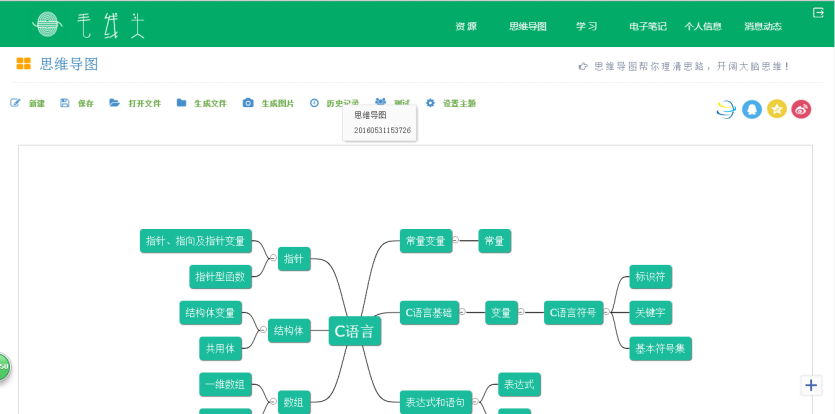 毛线头
资 源 思维导图 学 习 电子笔记 个人信息 消息动态
思维导图
思维导图帮你理清思路，开阔大脑思维！
新建 保存 打开文件 生成文件 生成图片 历史记录 测试 设置主题
思维导图
20160531153726
指针、指向及指针变量
常量变量
常量
指针
指针型函数
标识符
结构体变量
C语言基础
变量
C语言符号
关键字
C语言
结构体
共用体
基本符号集
一维数组
表达式
数组
表达式和语句